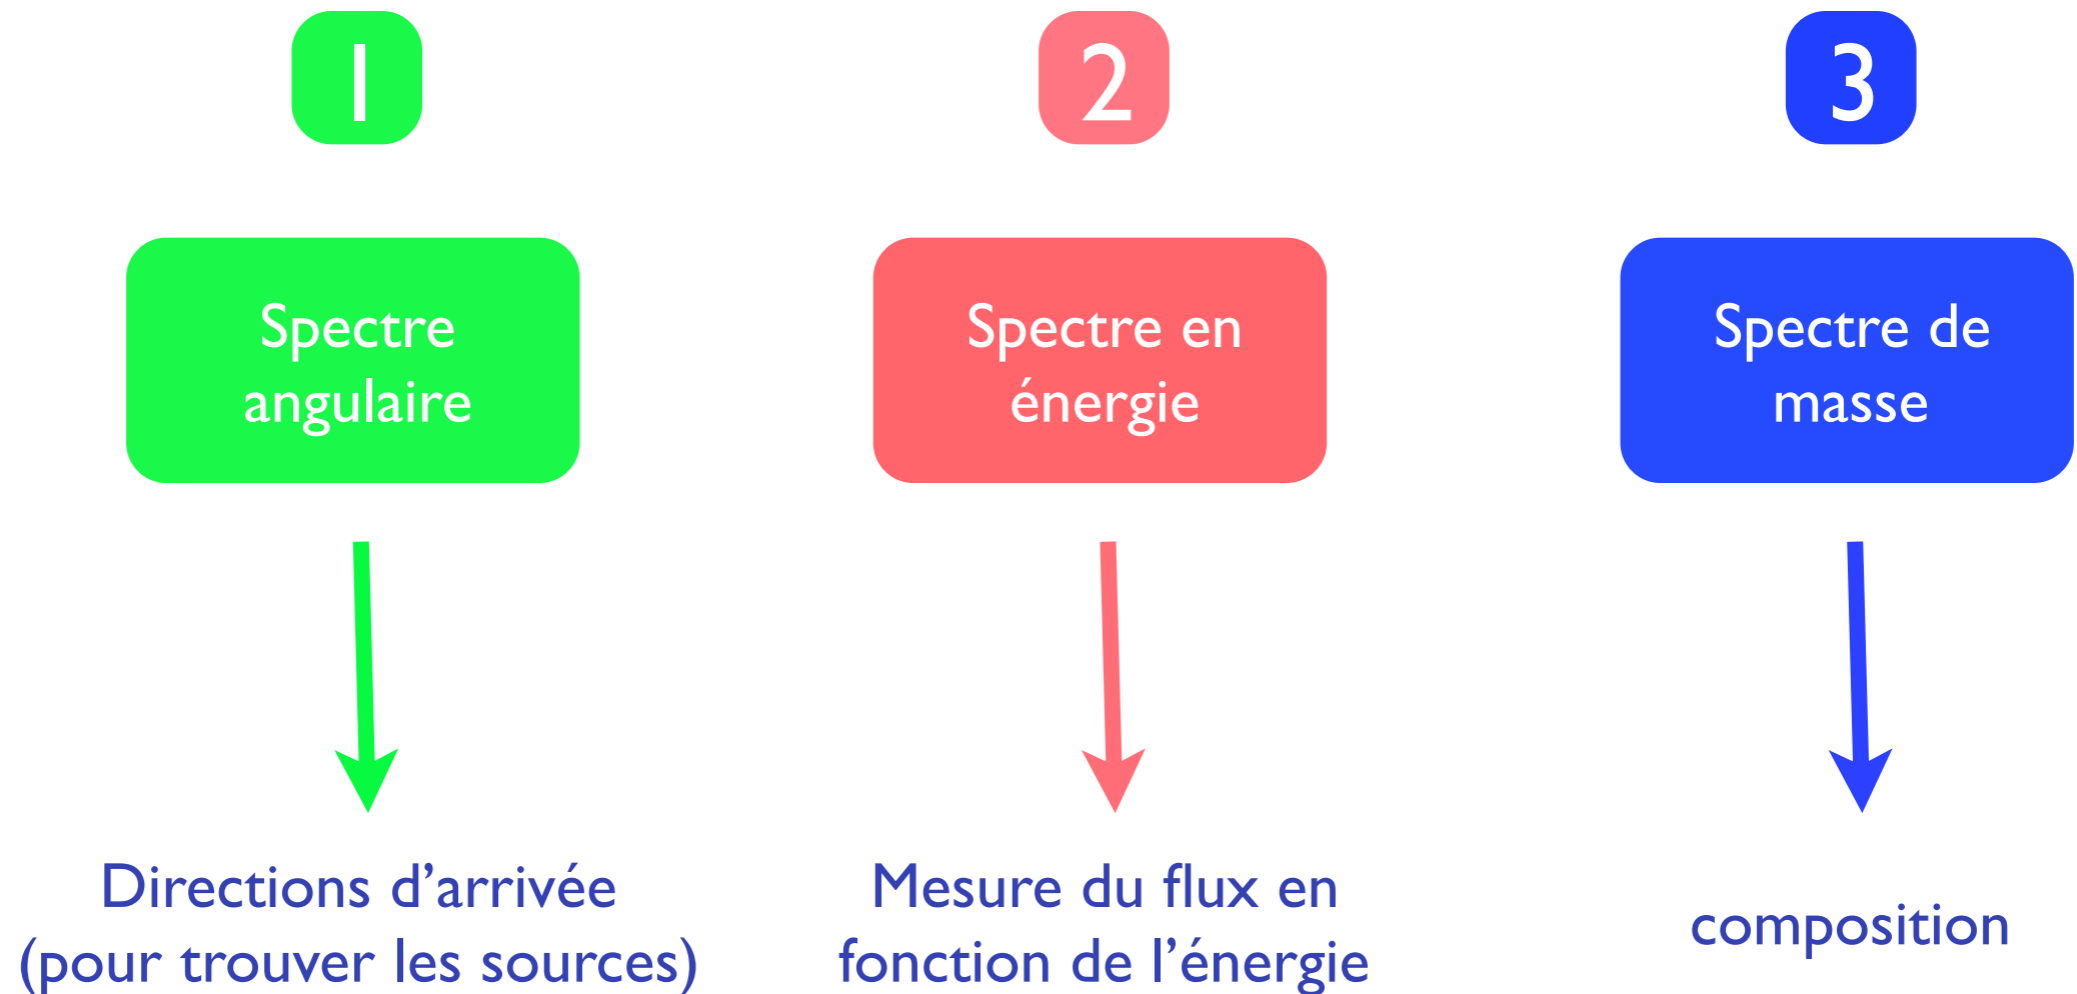 1
2
3
Spectre
angulaire
Spectre en
énergie
Spectre de
masse
Directions d’arrivée
(pour trouver les sources)
Mesure du flux en
fonction de l’énergie
composition